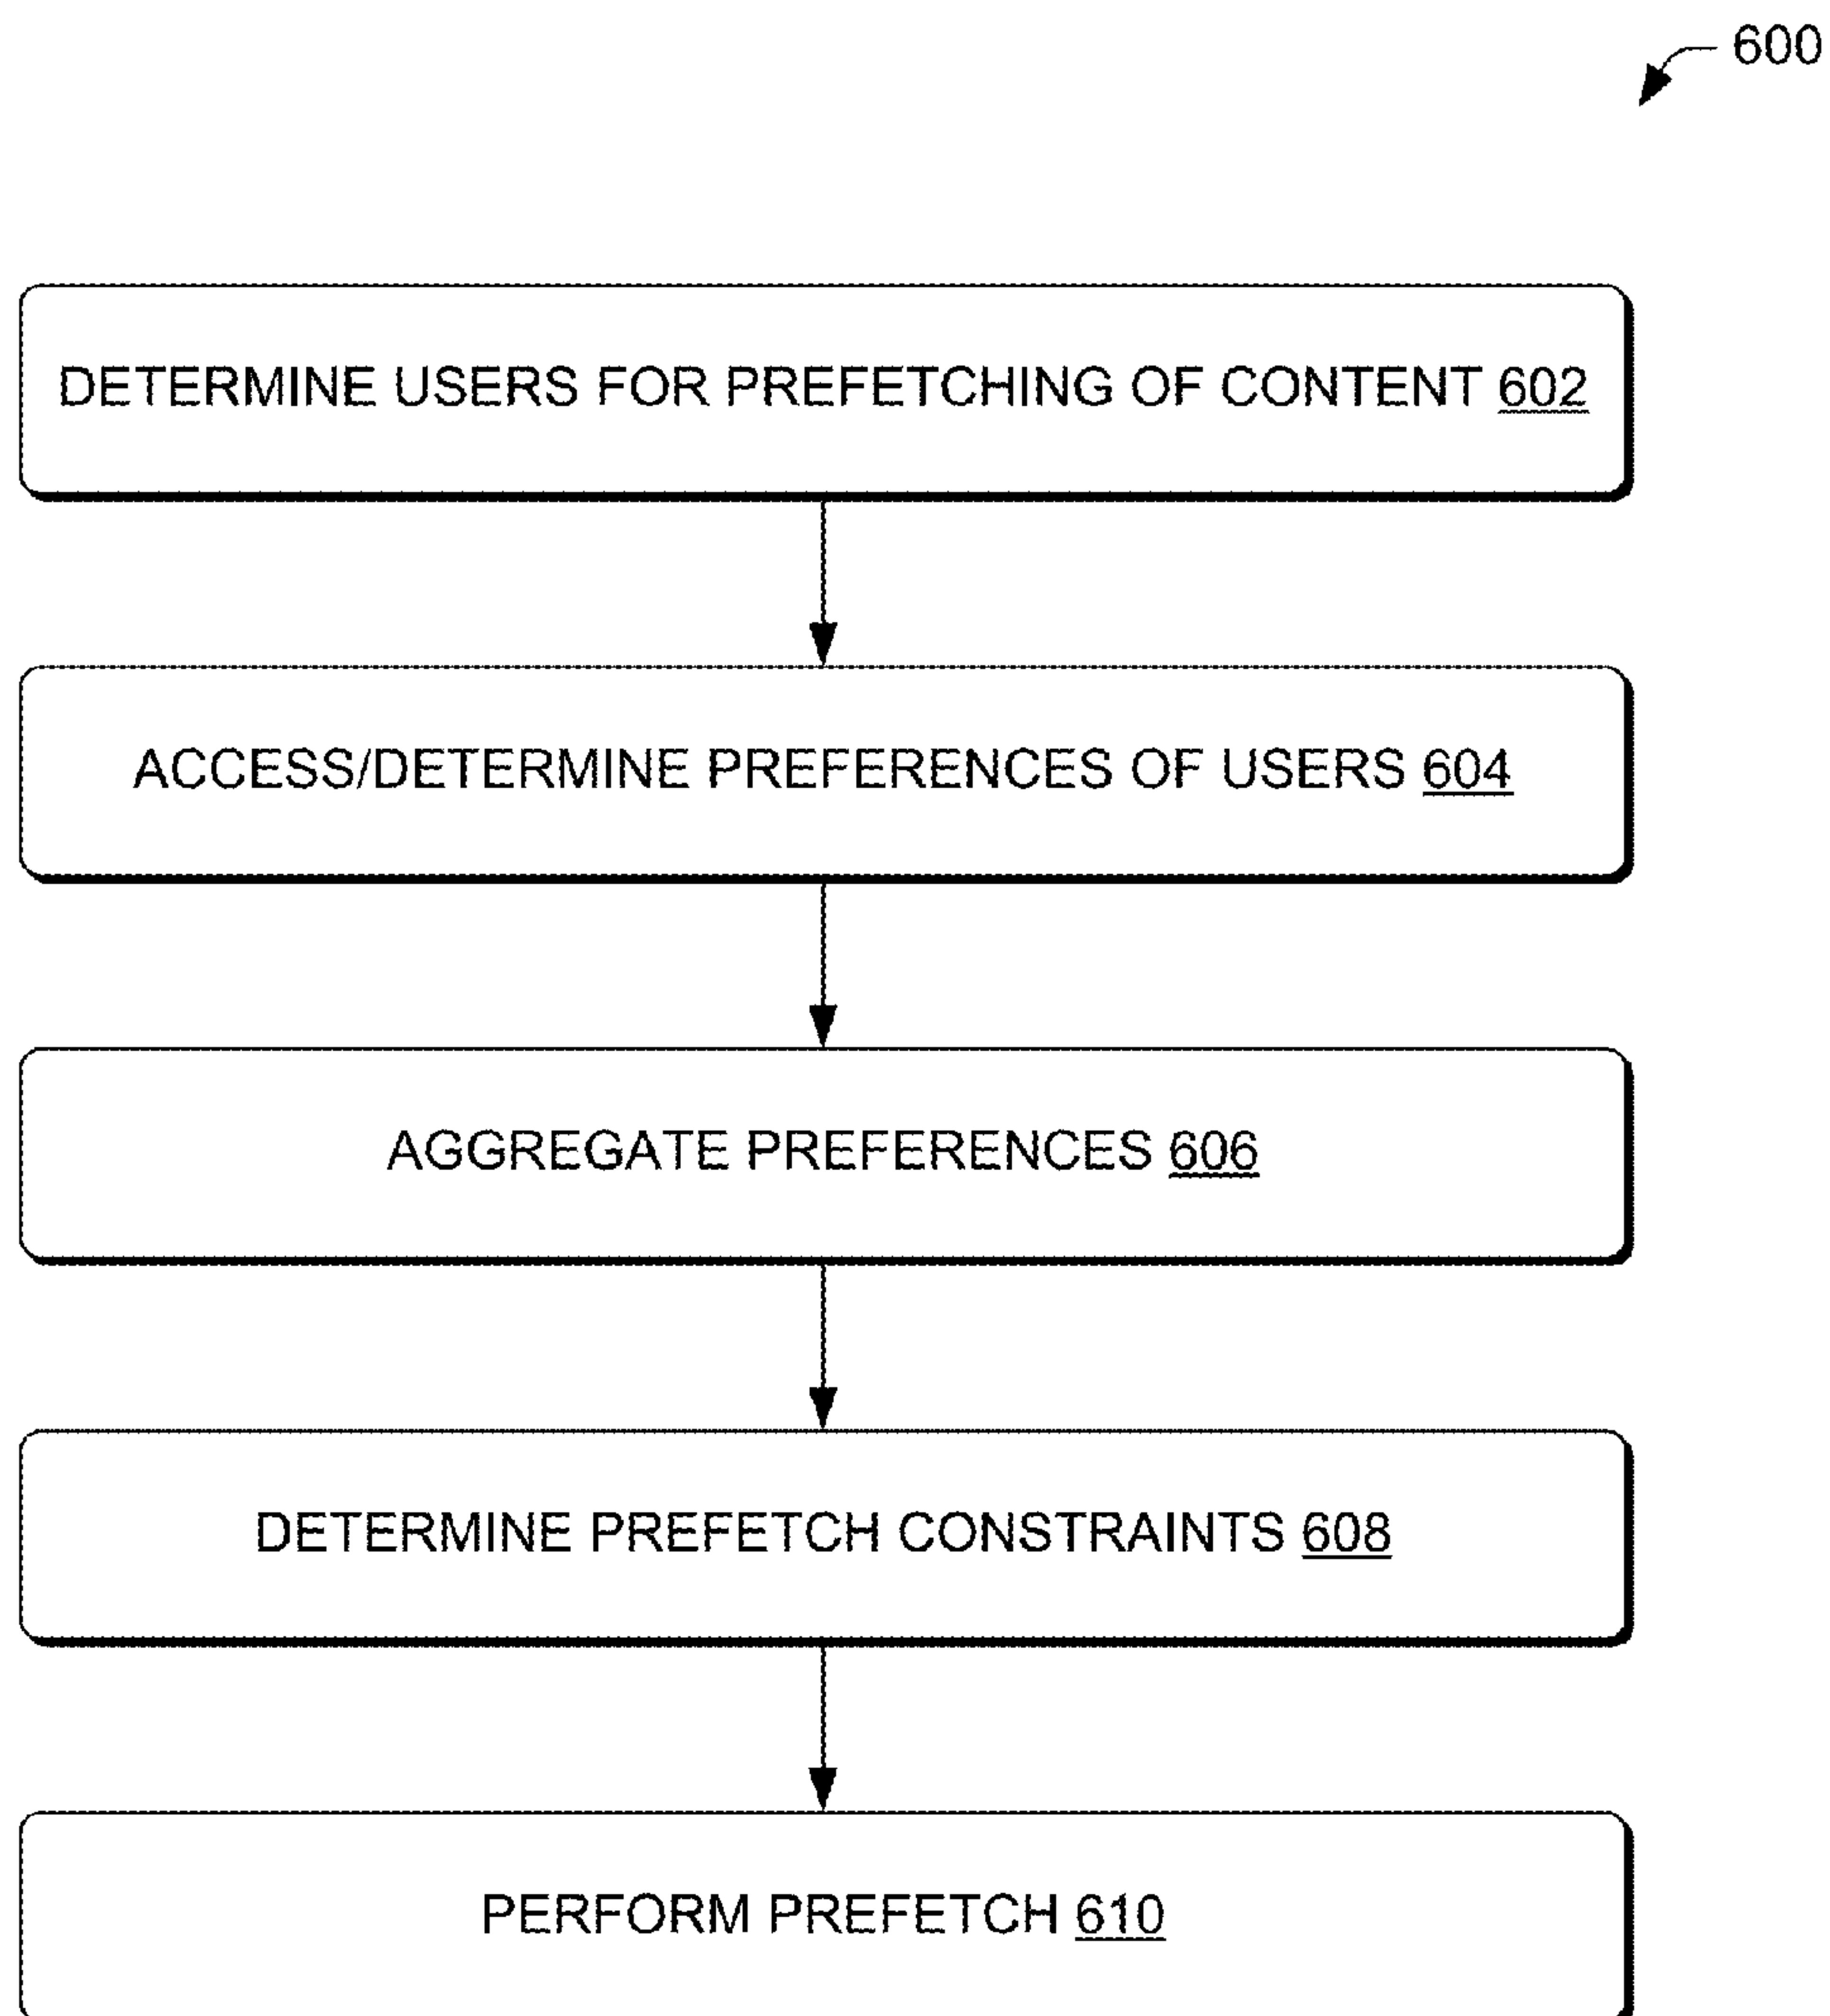 600
DETERMINE USERS FOR PREFETCHING OF CONTENT 602
ACCESS/DETERMINE PREFERENCES OF USERS 604
AGGREGATE PREFERENCES 606
DETERMINE PREFETCH CONSTRAINTS 608
PERFORM PREFETCH 610